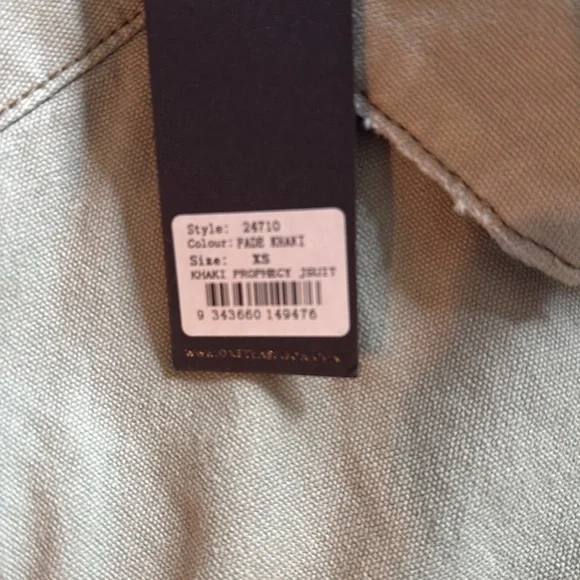 Style: 24710
Colour: FADE KHAKI
Size: XS
KHAKI PROPHECY JSUIT
9 343660 149476